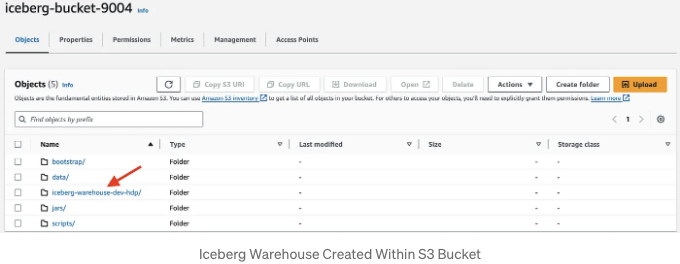 iceberg-bucket-9004 Info
Objects Properties Permissions Metrics Management Access Points
Objects (5) Info Copy S3 URI Copy URL Download Open Delete Actions Create folder Upload
Objects are the fundamental entities stored in Amazon S3. You can use Amazon S3 inventory to get a list of all objects in your bucket. For others to access your objects, you'll need to explicitly grant them permissions. Learn more
Find objects by prefix 1
Name Type Last modified Size Storage class
bootstrap/ Folder - - -
data/ Folder - - -
iceberg-warehouse-dev-hdp/ Folder - - -
jars/ Folder - - -
scripts/ Folder - - -
Iceberg Warehouse Created Within S3 Bucket